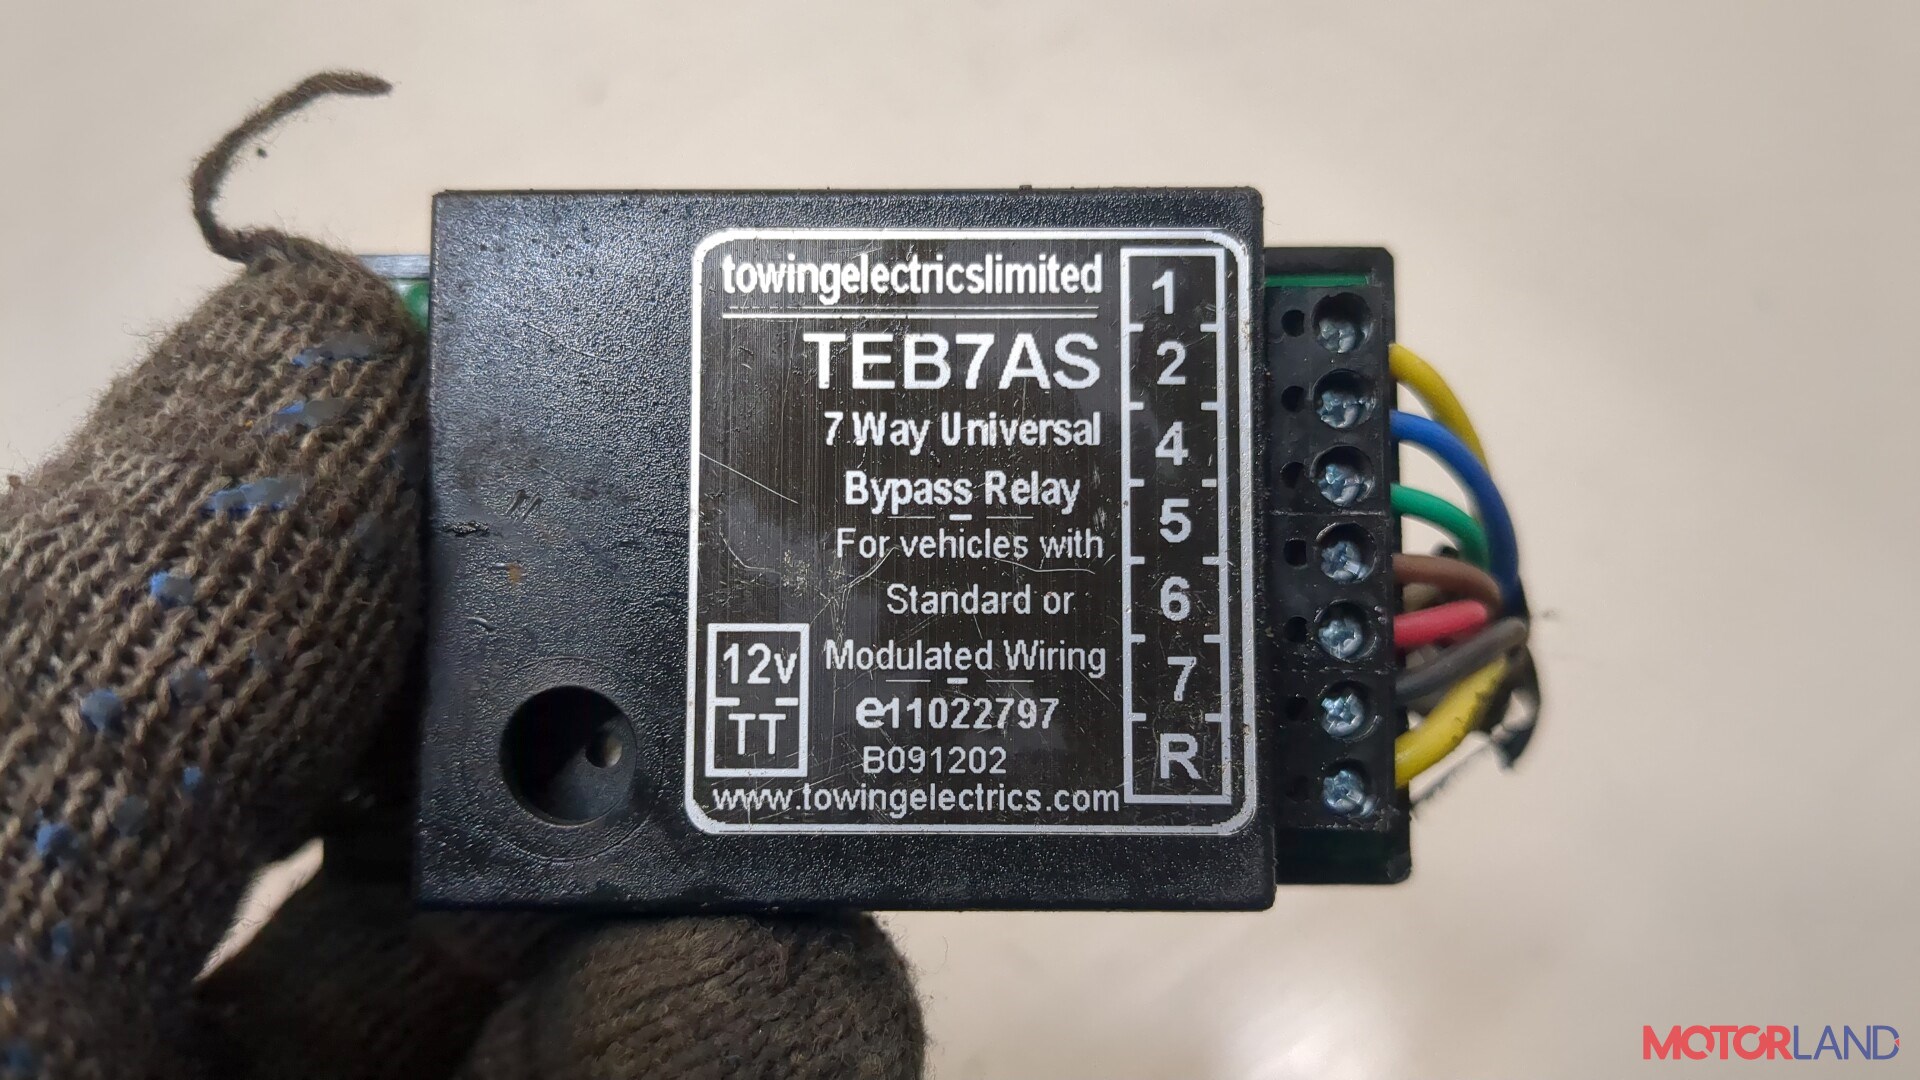 towingelectricslimited
TEB7AS
7 Way Universal
Bypass Relay
For vehicles with
Standard or
Modulated Wiring
e11022797
B091202
www.towingelectrics.com
12v
TT
1
2
4
5
6
7
R
MOTORLAND